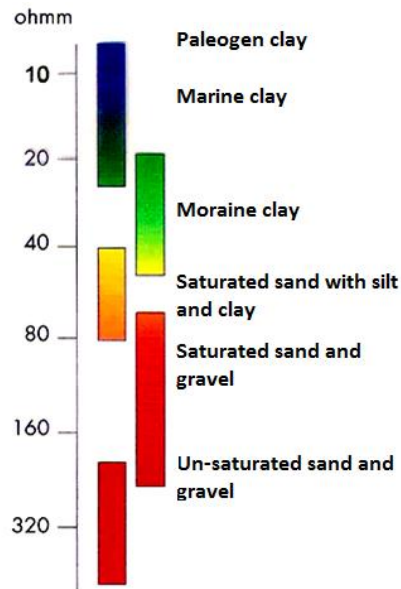 ohmm
Paleogen clay
10
Marine clay
20
Moraine clay
40
Saturated sand with silt
and clay
80
Saturated sand and
gravel
160
Un-saturated sand and
gravel
320